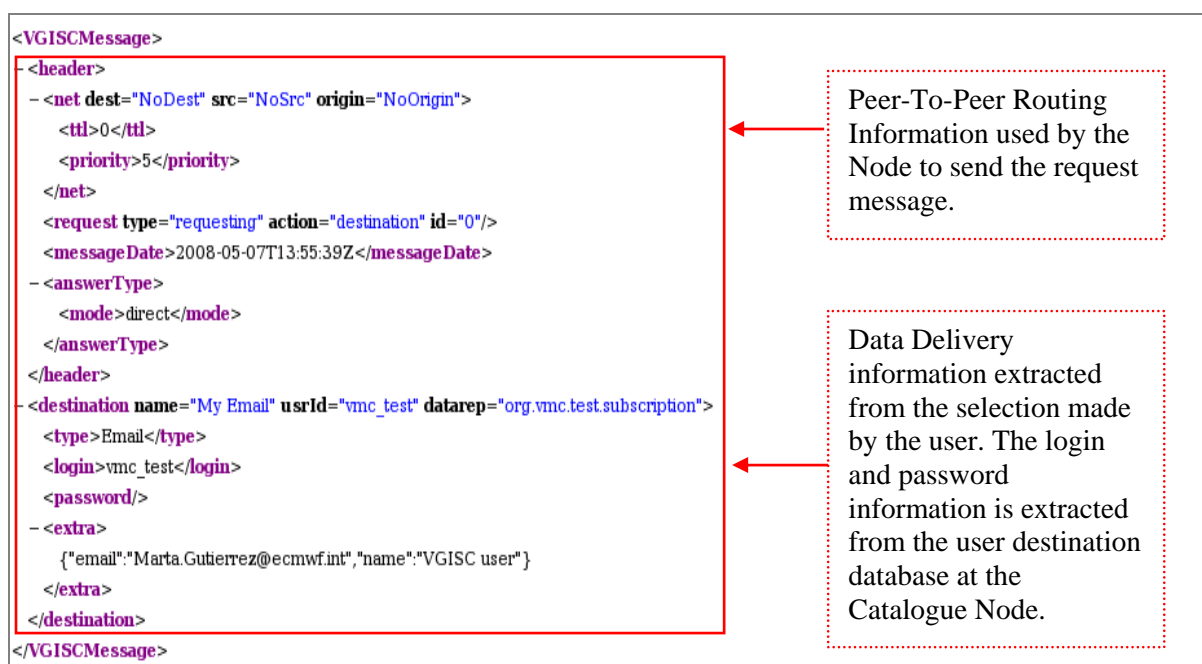 <VGISCMessage>
– <header>
– <net dest="NoDest" src="NoSrc" origin="NoOrigin">
<ttl>0</ttl>
<priority>5</priority>
</net>
<request type="requesting" action="destination" id="0"/>
<messageDate>2008-05-07T13:55:39Z</messageDate>
– <answerType>
<mode>direct</mode>
</answerType>
</header>
– <destination name="My Email" usrId="vmc_test" datarep="org.vmc.test.subscription">
<type>Email</type>
<login>vmc_test</login>
<password/>
– <extra>
{"email":"Marta.Gutierrez@ecmwf.int","name":"VGISC user"}
</extra>
</destination>
</VGISCMessage>
Peer-To-Peer Routing
Information used by the
Node to send the request
message.
Data Delivery
information extracted
from the selection made
by the user. The login
and password
information is extracted
from the user destination
database at the
Catalogue Node.